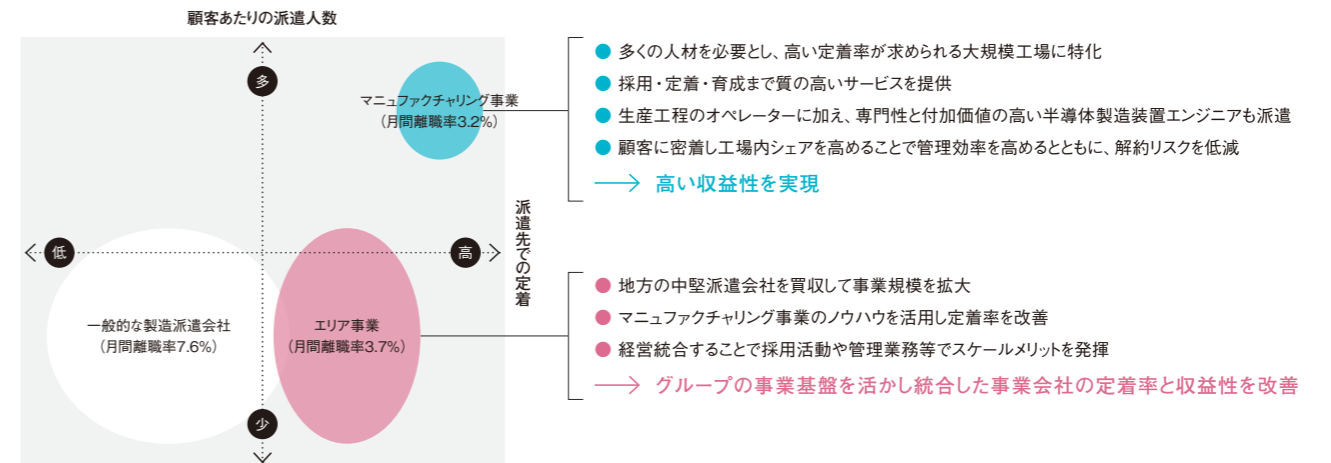 顧客あたりの派遣人数
多
マニュファクチャリング事業
（月間離職率3.2%）
低
高
派遣先での定着
一般的な製造派遣会社
（月間離職率7.6%）
エリア事業
（月間離職率3.7%）
少
● 多くの人材を必要とし、高い定着率が求められる大規模工場に特化
● 採用・定着・育成まで質の高いサービスを提供
● 生産工程のオペレーターに加え、専門性と付加価値の高い半導体製造装置エンジニアも派遣
● 顧客に密着し工場内シェアを高めることで管理効率を高めるとともに、解約リスクを低減
→ 高い収益性を実現
● 地方の中堅派遣会社を買収して事業規模を拡大
● マニュファクチャリング事業のノウハウを活用し定着率を改善
● 経営統合することで採用活動や管理業務等でスケールメリットを発揮
→ グループの事業基盤を活かし統合した事業会社の定着率と収益性を改善